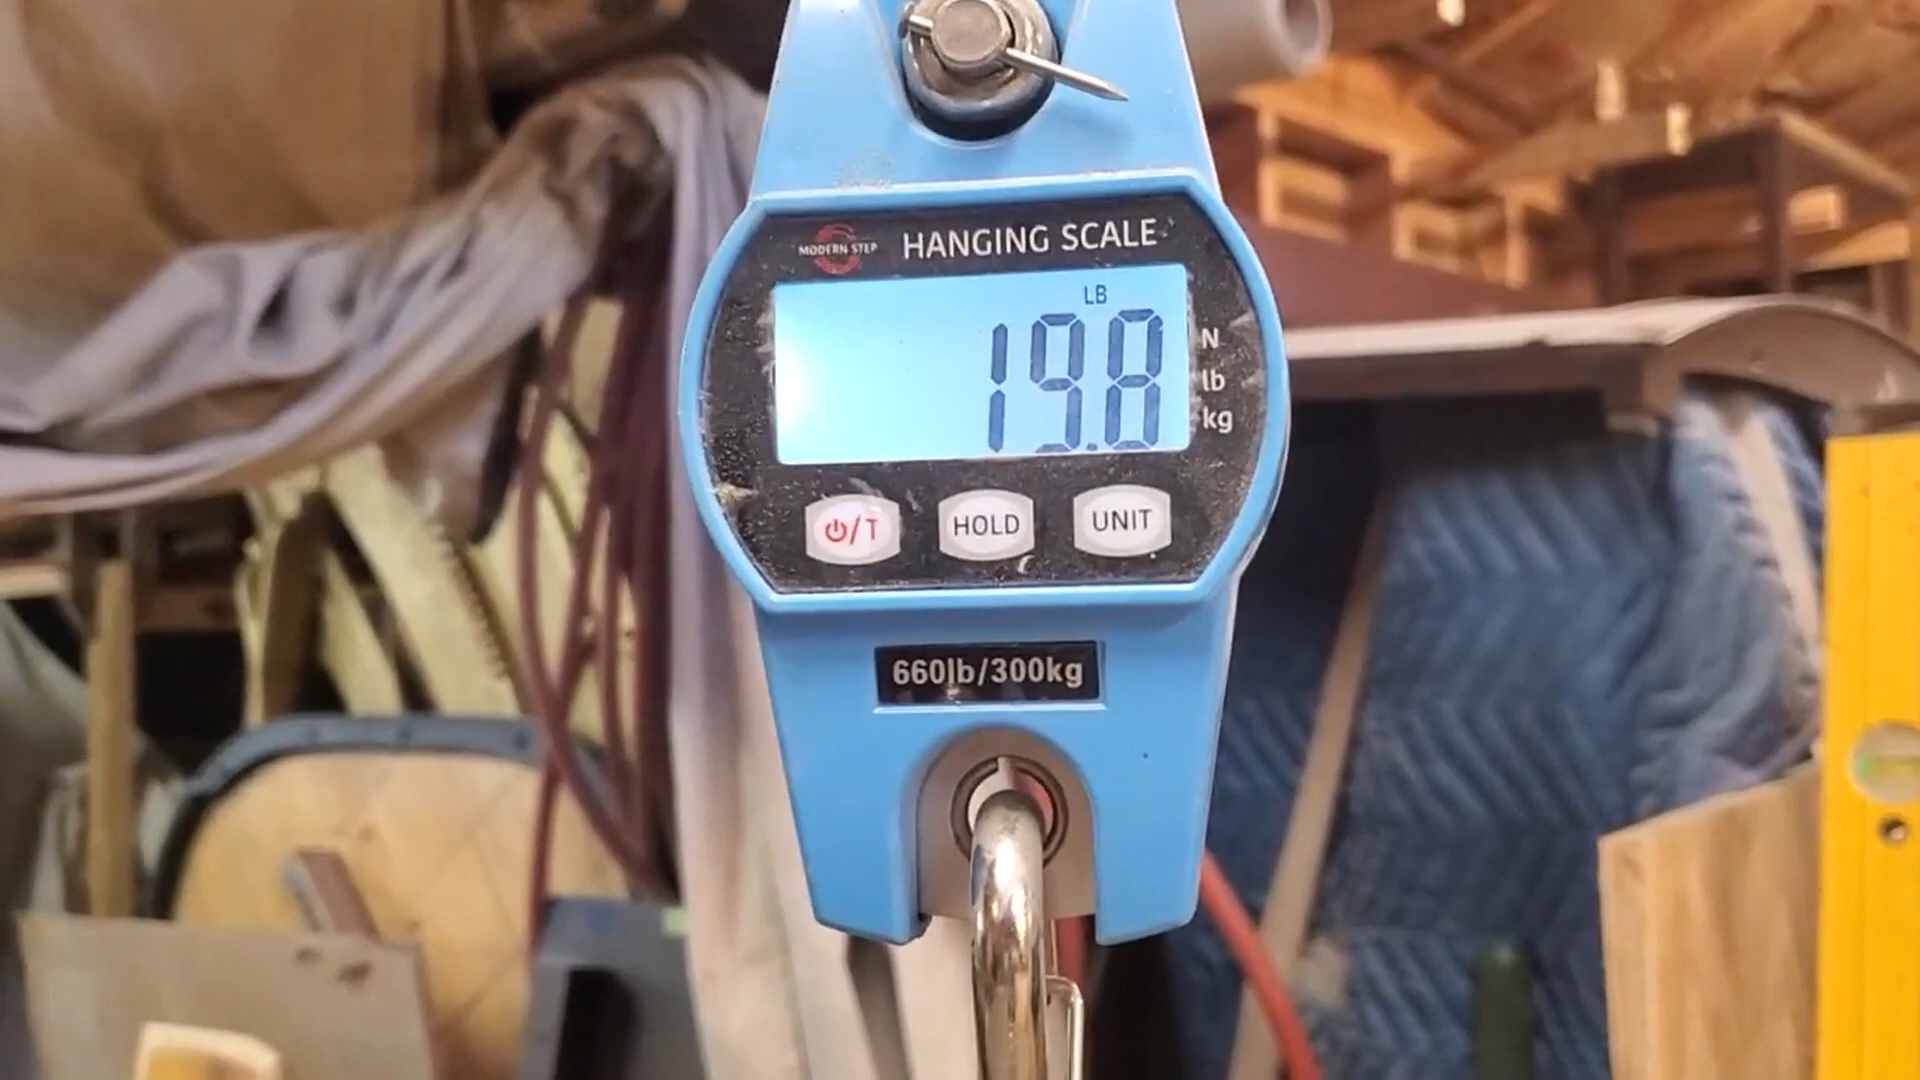 MODERN STEP
HANGING SCALE
LB
19.8
N
lb
kg
⏻/T
HOLD
UNIT
660lb/300kg